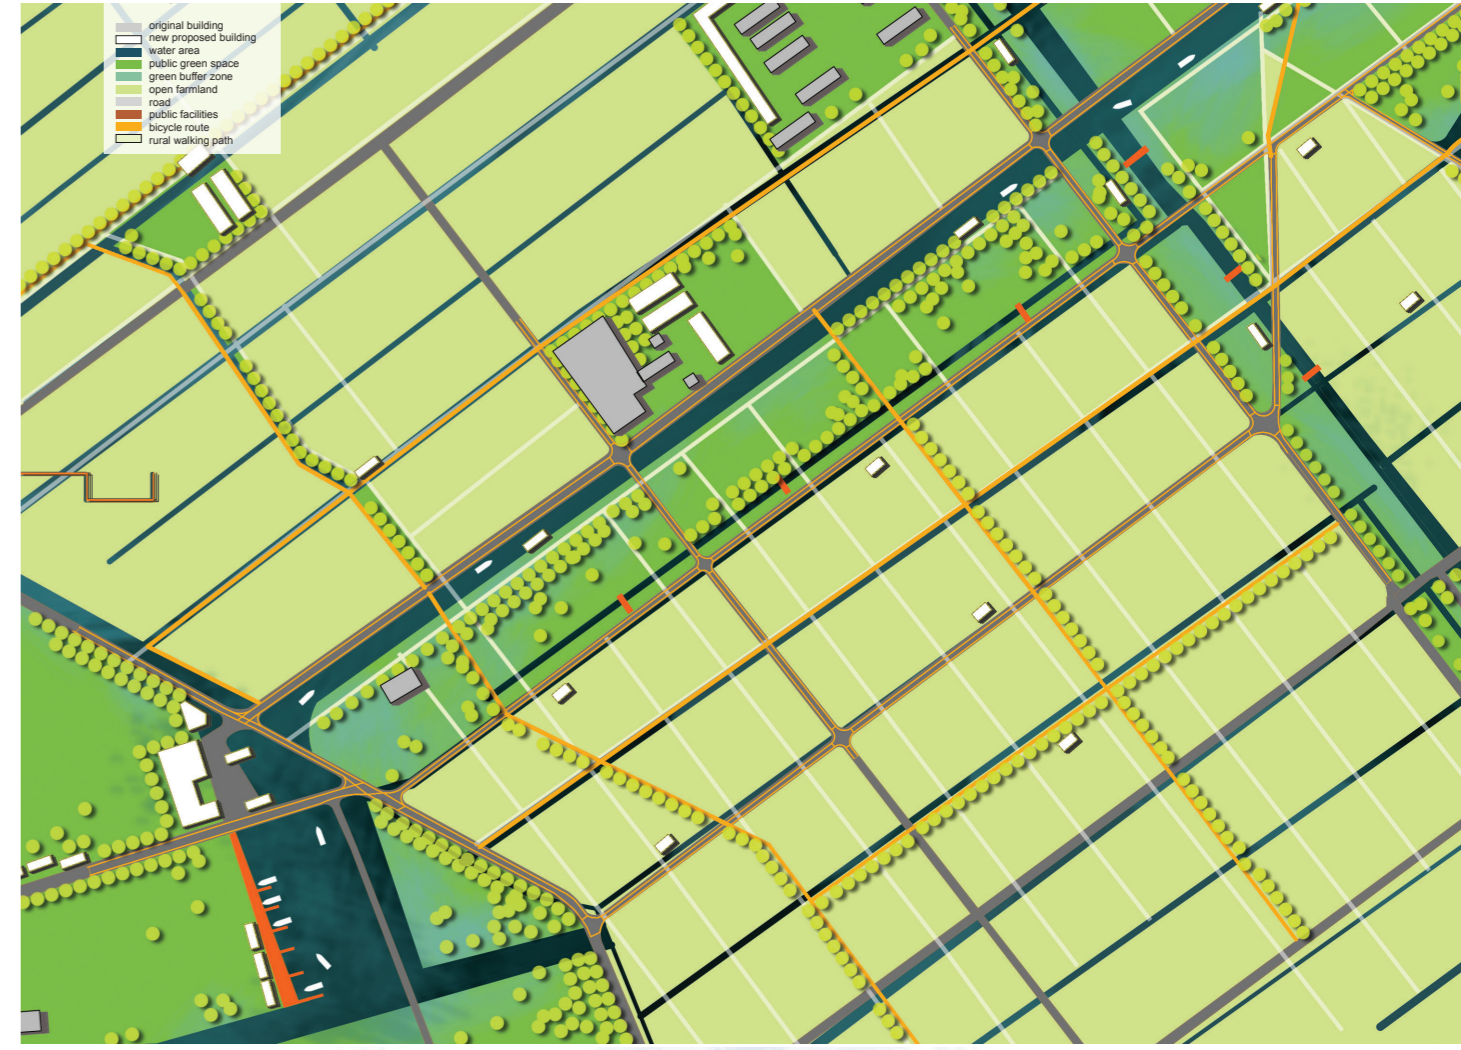 original building
new proposed building
water area
public green space
green buffer zone
open farmland
road
public facilities
bicycle route
rural walking path